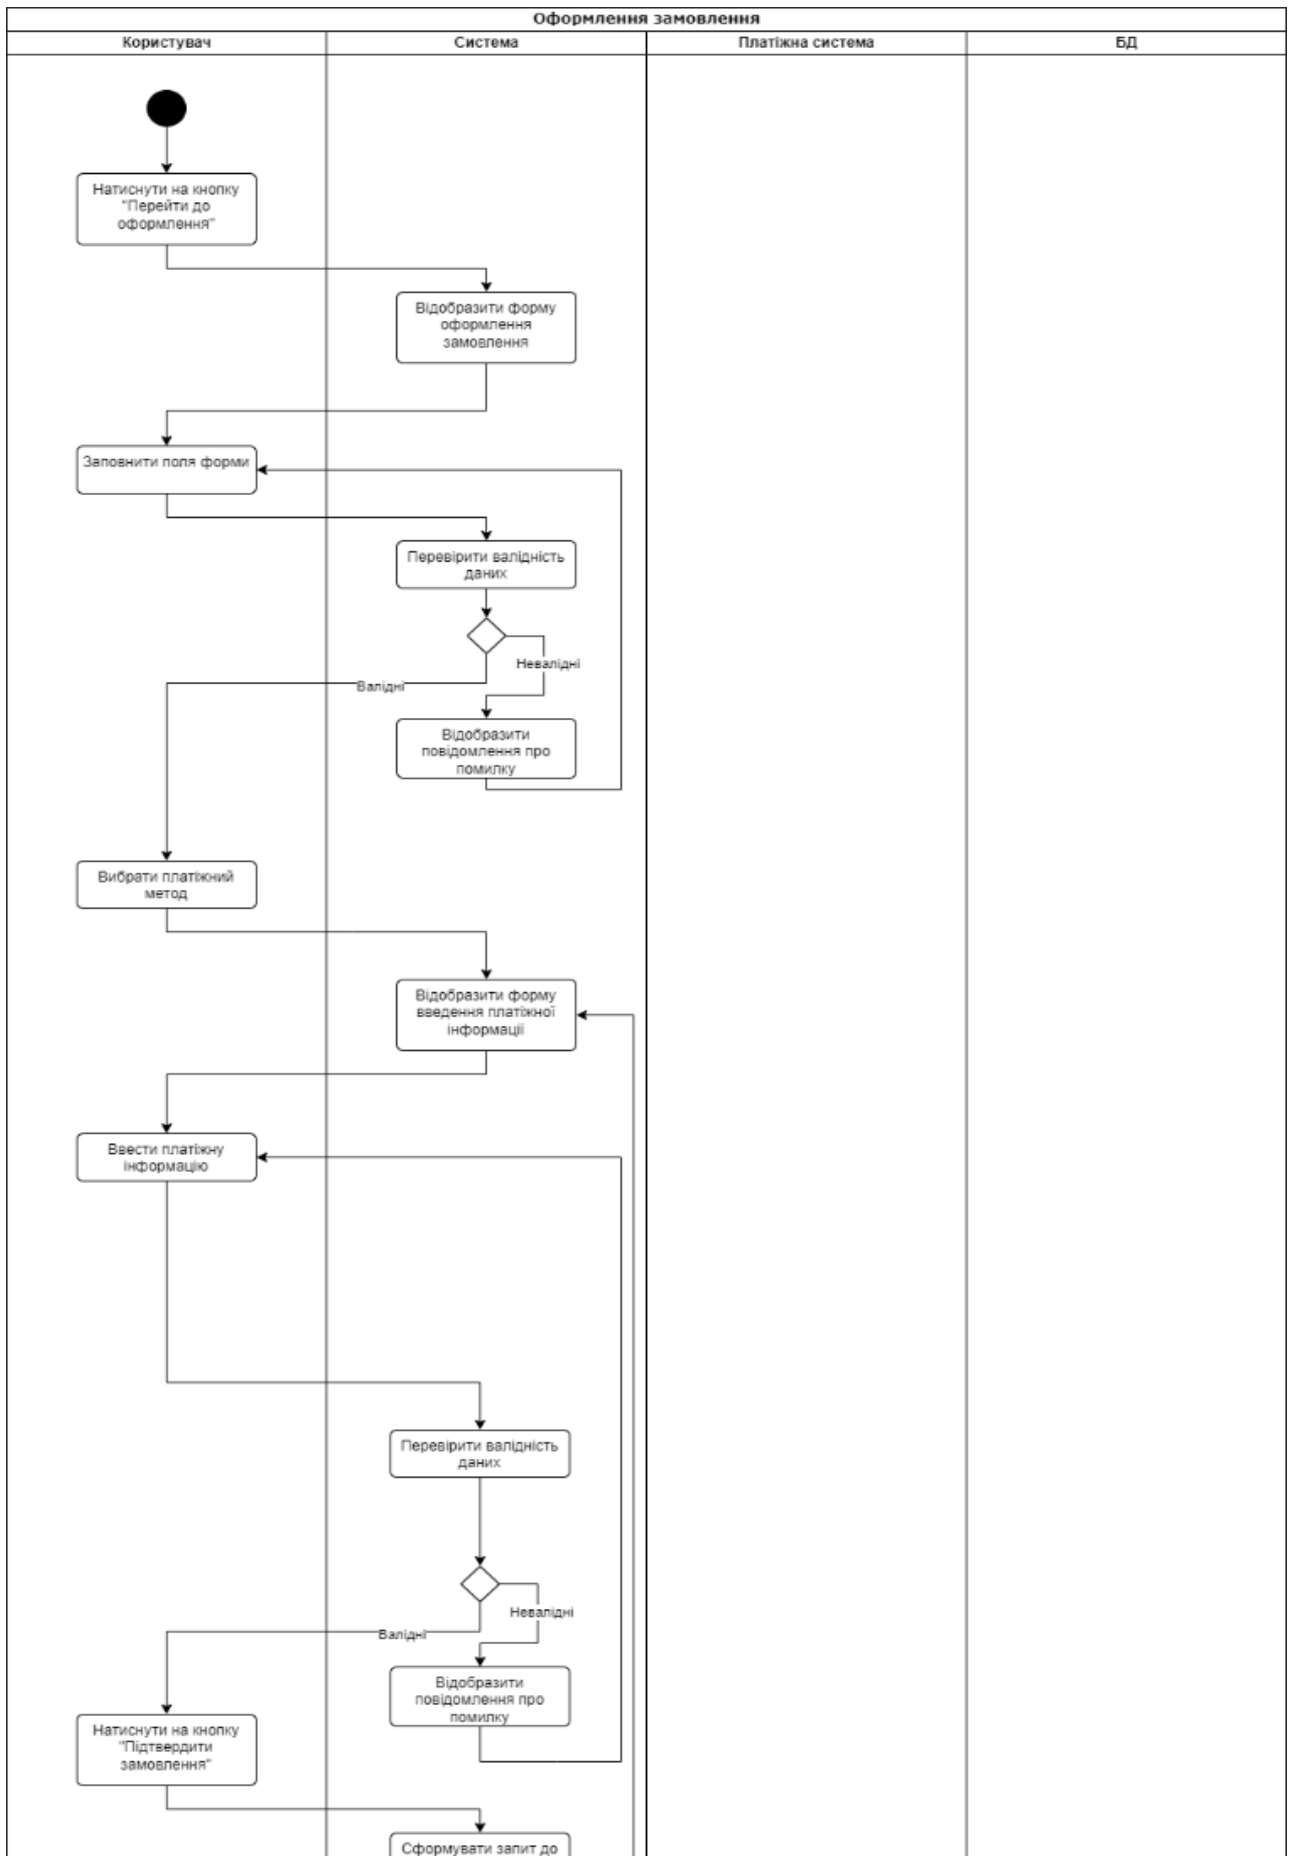 Оформлення замовлення
Користувач
Система
Платіжна система
БД
Натиснути на кнопку
"Перейти до
оформлення"
Відобразити форму
оформлення
замовлення
Заповнити поля форми
Перевірити валідність
даних
Невалідні
Валідні
Відобразити
повідомлення про
помилку
Вибрати платіжний
метод
Відобразити форму
введення платіжної
інформації
Ввести платіжну
інформацію
Перевірити валідність
даних
Невалідні
Валідні
Відобразити
повідомлення про
помилку
Натиснути на кнопку
"Підтвердити
замовлення"
Сформувати запит до